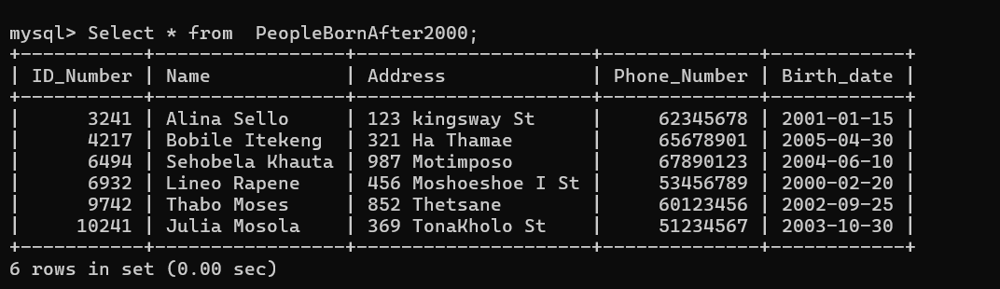 mysql> Select * from  PeopleBornAfter2000;
+-----------+-----------------+----------------------+--------------+------------+
| ID_Number | Name            | Address              | Phone_Number | Birth_date |
+-----------+-----------------+----------------------+--------------+------------+
|      3241 | Alina Sello     | 123 kingsway St      |     62345678 | 2001-01-15 |
|      4217 | Bobile Itekeng  | 321 Ha Thamae        |     65678901 | 2005-04-30 |
|      6494 | Sehobela Khauta | 987 Motimposo        |     67890123 | 2004-06-10 |
|      6932 | Lineo Rapene    | 456 Moshoeshoe I St |     53456789 | 2000-02-20 |
|      9742 | Thabo Moses     | 852 Thetsane         |     60123456 | 2002-09-25 |
|     10241 | Julia Mosola    | 369 TonaKholo St     |     51234567 | 2003-10-30 |
+-----------+-----------------+----------------------+--------------+------------+
6 rows in set (0.00 sec)